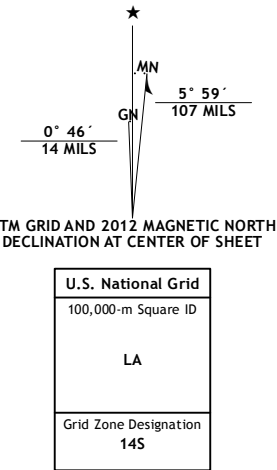 ★
MN
GN
5° 59´
107 MILS
0° 46´
14 MILS
TM GRID AND 2012 MAGNETIC NORTH
DECLINATION AT CENTER OF SHEET
U.S. National Grid
100,000-m Square ID
LA
Grid Zone Designation
14S